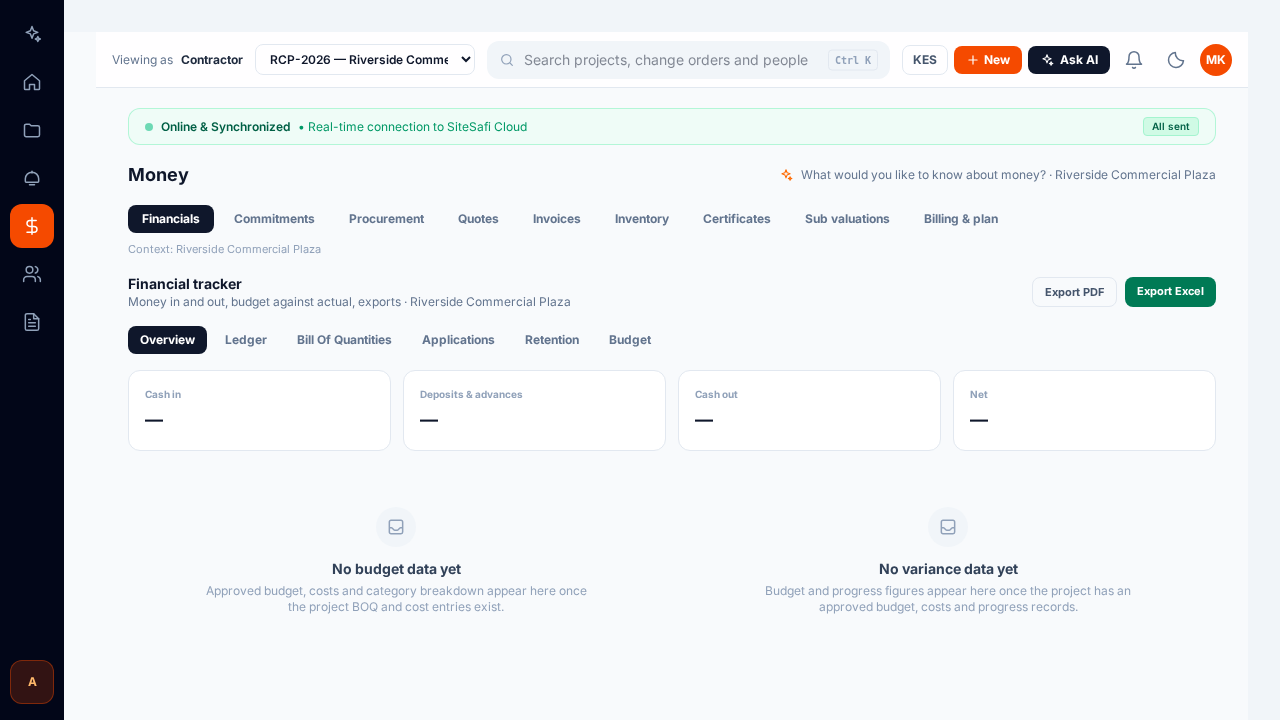 Viewing as Contractor
RCP-2026 — Riverside Comme
Search projects, change orders and people
Ctrl K
KES
New
Ask AI
MK
Online & Synchronized • Real-time connection to SiteSafi Cloud
All sent
Money
What would you like to know about money? · Riverside Commercial Plaza
Financials
Commitments
Procurement
Quotes
Invoices
Inventory
Certificates
Sub valuations
Billing & plan
Context: Riverside Commercial Plaza
Financial tracker
Money in and out, budget against actual, exports · Riverside Commercial Plaza
Export PDF
Export Excel
Overview
Ledger
Bill Of Quantities
Applications
Retention
Budget
Cash in
—
Deposits & advances
—
Cash out
—
Net
—
No budget data yet
Approved budget, costs and category breakdown appear here once
the project BOQ and cost entries exist.
No variance data yet
Budget and progress figures appear here once the project has an
approved budget, costs and progress records.
A